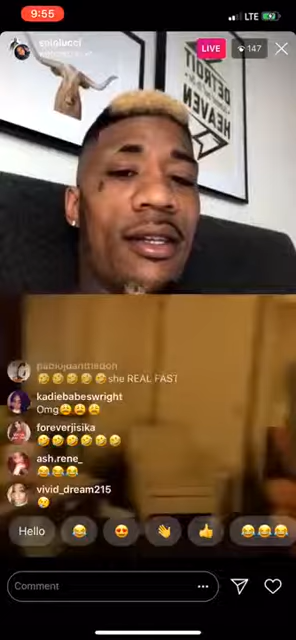 9:55
LTE
LIVE
147
DETROIT
HEAVEN
she REAL FAST
kadiebabeswright
Omg😩😩😩
foreverjisika
🤣🤣🤣🤣🤣🤣
ash.rene_
😂😂😂
vivid_dream215
😢
Hello 😂 😍 👋 👍 😂😂😂
Comment